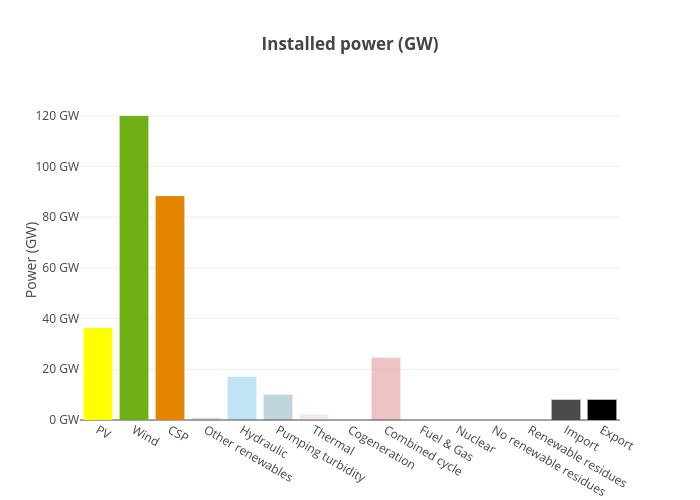 Installed power (GW)
120 GW
100 GW
80 GW
60 GW
40 GW
20 GW
0 GW
Power (GW)
PV
Wind
CSP
Other renewables
Hydraulic
Pumping turbidity
Thermal
Cogeneration
Combined cycle
Fuel & Gas
Nuclear
No renewable residues
Renewable residues
Import
Export